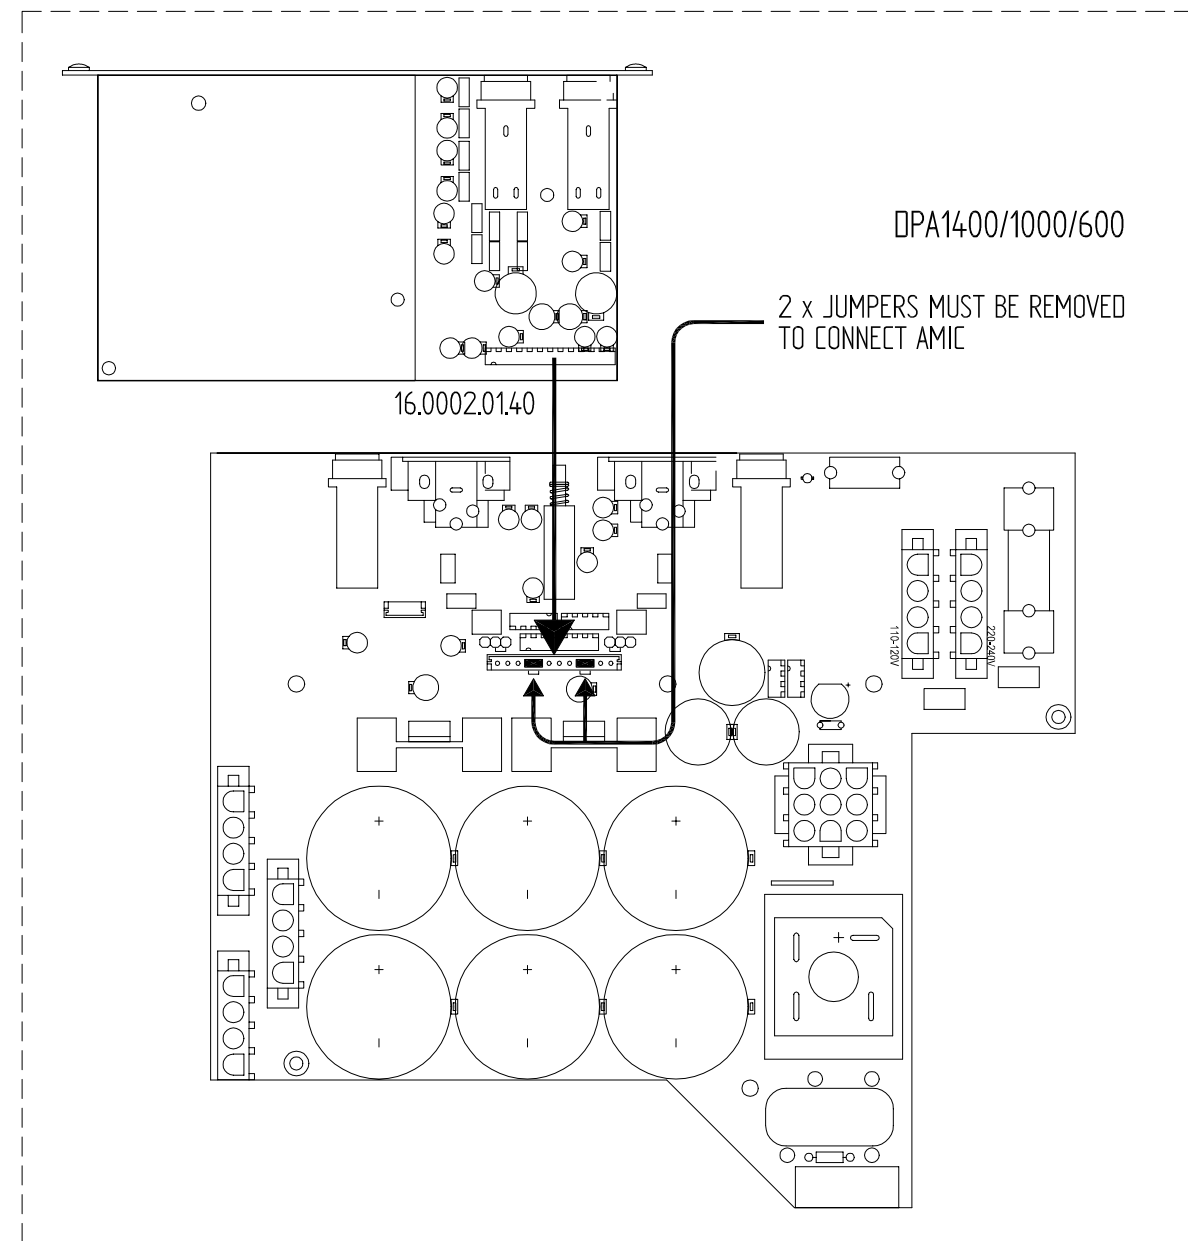 DPA1400/1000/600
2 x JUMPERS MUST BE REMOVED
TO CONNECT AMIC
16.0002.01.40
110-120V
220-240V
+
+ + +
- - -
+
+ + +
- - -